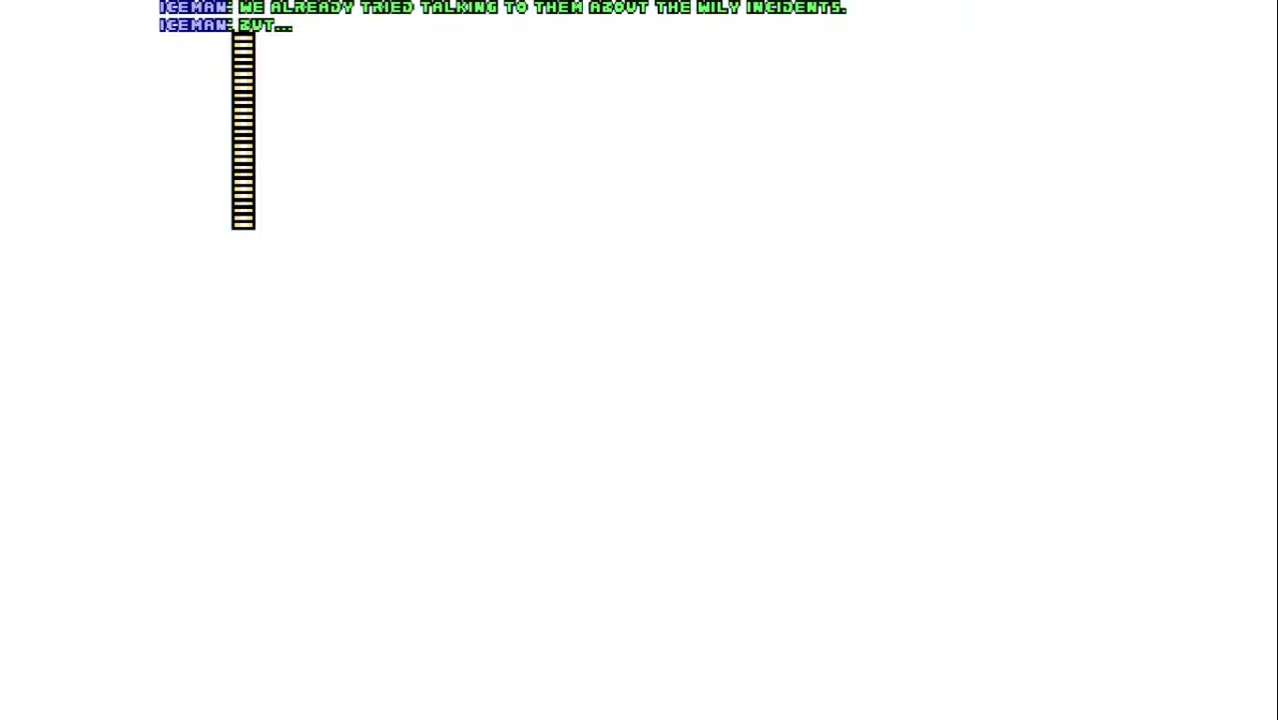 ICEMAN: WE ALREADY TRIED TALKING TO THEM ABOUT THE WILY INCIDENTS.
ICEMAN: BUT...